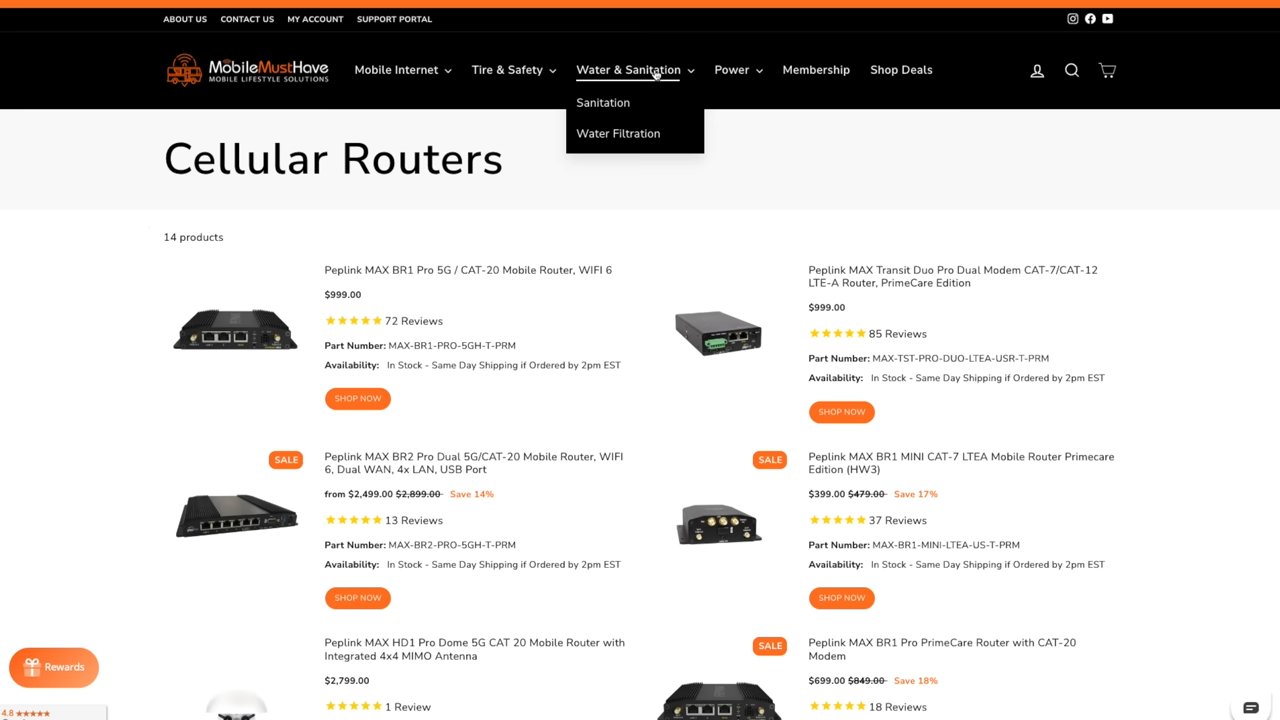 ABOUT US CONTACT US MY ACCOUNT SUPPORT PORTAL
MobileMustHave
MOBILE LIFESTYLE SOLUTIONS
Mobile Internet Tire & Safety Water & Sanitation Power Membership Shop Deals
Sanitation
Water Filtration
Cellular Routers
14 products
Peplink MAX BR1 Pro 5G / CAT-20 Mobile Router, WIFI 6
$999.00
72 Reviews
Part Number: MAX-BR1-PRO-5GH-T-PRM
Availability: In Stock - Same Day Shipping if Ordered by 2pm EST
SHOP NOW
Peplink MAX Transit Duo Pro Dual Modem CAT-7/CAT-12
LTE-A Router, PrimeCare Edition
$999.00
85 Reviews
Part Number: MAX-TST-PRO-DUO-LTEA-USR-T-PRM
Availability: In Stock - Same Day Shipping if Ordered by 2pm EST
SHOP NOW
SALE
Peplink MAX BR2 Pro Dual 5G/CAT-20 Mobile Router, WIFI
6, Dual WAN, 4x LAN, USB Port
from $2,499.00 $2,899.00 Save 14%
13 Reviews
Part Number: MAX-BR2-PRO-5GH-T-PRM
Availability: In Stock - Same Day Shipping if Ordered by 2pm EST
SHOP NOW
SALE
Peplink MAX BR1 MINI CAT-7 LTEA Mobile Router Primecare
Edition (HW3)
$399.00 $479.00 Save 17%
37 Reviews
Part Number: MAX-BR1-MINI-LTEA-US-T-PRM
Availability: In Stock - Same Day Shipping if Ordered by 2pm EST
SHOP NOW
Peplink MAX HD1 Pro Dome 5G CAT 20 Mobile Router with
Integrated 4x4 MIMO Antenna
$2,799.00
1 Review
SALE
Peplink MAX BR1 Pro PrimeCare Router with CAT-20
Modem
$699.00 $849.00 Save 18%
18 Reviews
Rewards
4.8